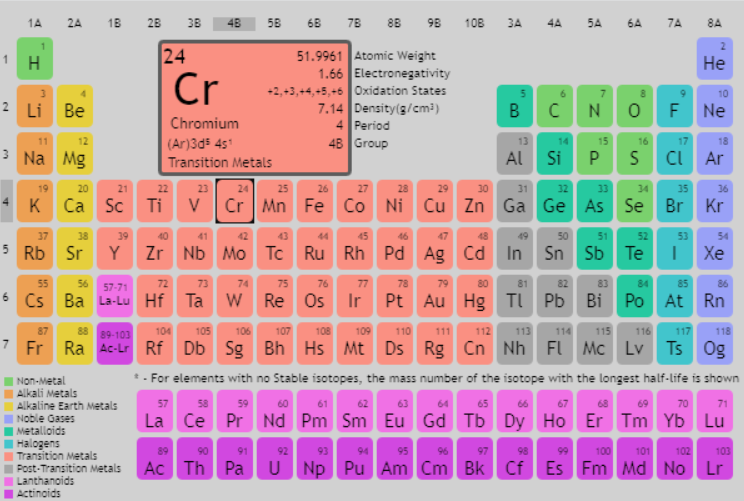 1A 2A 1B 2B 3B 4B 5B 6B 7B 8B 9B 10B 3A 4A 5A 6A 7A 8A
24 51.9961 Atomic Weight
1.66 Electronegativity
Cr +2,+3,+4,+5,+6 Oxidation States
7.14 Density(g/cm³)
Chromium 4 Period
(Ar)3d⁵ 4s¹ 4B Group
Transition Metals
1 1 2
H He
3 4 5 6 7 8 9 10
2 Li Be B C N O F Ne
11 12 13 14 15 16 17 18
3 Na Mg Al Si P S Cl Ar
19 20 21 22 23 24 25 26 27 28 29 30 31 32 33 34 35 36
4 K Ca Sc Ti V Cr Mn Fe Co Ni Cu Zn Ga Ge As Se Br Kr
37 38 39 40 41 42 43 44 45 46 47 48 49 50 51 52 53 54
5 Rb Sr Y Zr Nb Mo Tc Ru Rh Pd Ag Cd In Sn Sb Te I Xe
55 56 57-71 72 73 74 75 76 77 78 79 80 81 82 83 84 85 86
6 Cs Ba La-Lu Hf Ta W Re Os Ir Pt Au Hg Tl Pb Bi Po At Rn
87 88 89-103 104 105 106 107 108 109 110 111 112 113 114 115 116 117 118
7 Fr Ra Ac-Lr Rf Db Sg Bh Hs Mt Ds Rg Cn Nh Fl Mc Lv Ts Og
* - For elements with no Stable isotopes, the mass number of the isotope with the longest half-life is shown
Non-Metal
Alkali Metals
Alkaline Earth Metals
Noble Gases
Metalloids
Halogens
Transition Metals
Post-Transition Metals
Lanthanoids
Actinoids
57 58 59 60 61 62 63 64 65 66 67 68 69 70 71
La Ce Pr Nd Pm Sm Eu Gd Tb Dy Ho Er Tm Yb Lu
89 90 91 92 93 94 95 96 97 98 99 100 101 102 103
Ac Th Pa U Np Pu Am Cm Bk Cf Es Fm Md No Lr